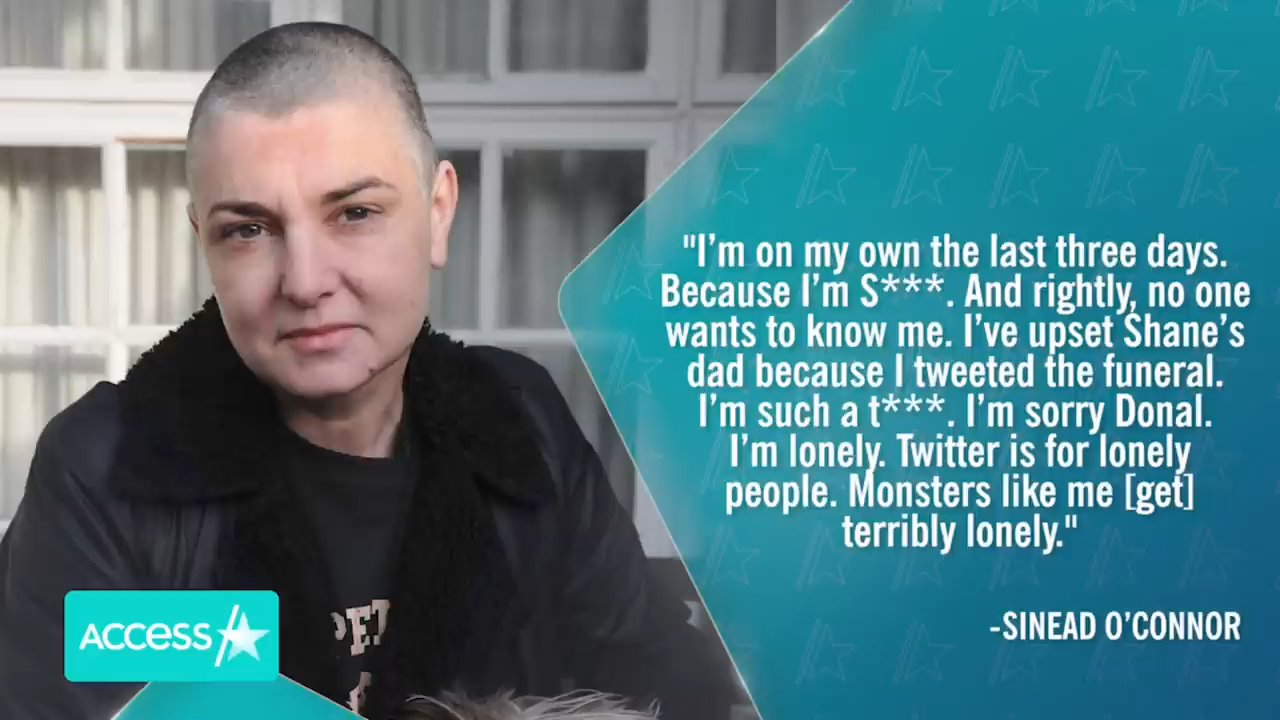 "I'm on my own the last three days.
Because I'm S***. And rightly, no one
wants to know me. I've upset Shane's
dad because I tweeted the funeral.
I'm such a t***. I'm sorry Donal.
I'm lonely. Twitter is for lonely
people. Monsters like me [get]
terribly lonely."
-SINEAD O'CONNOR
ACCESS